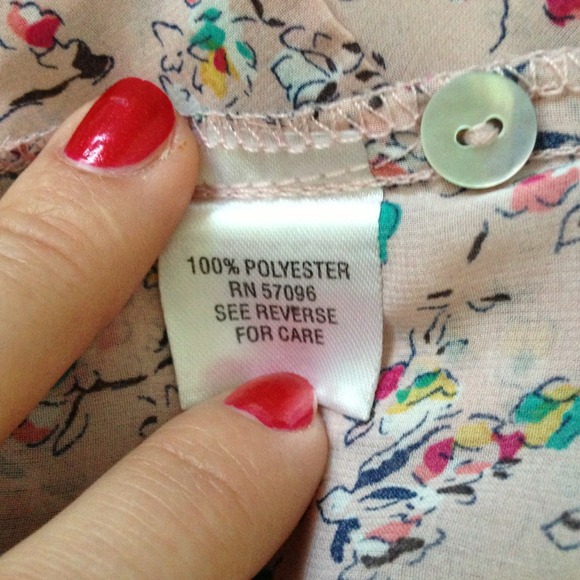 100% POLYESTER
RN 57096
SEE REVERSE
FOR CARE